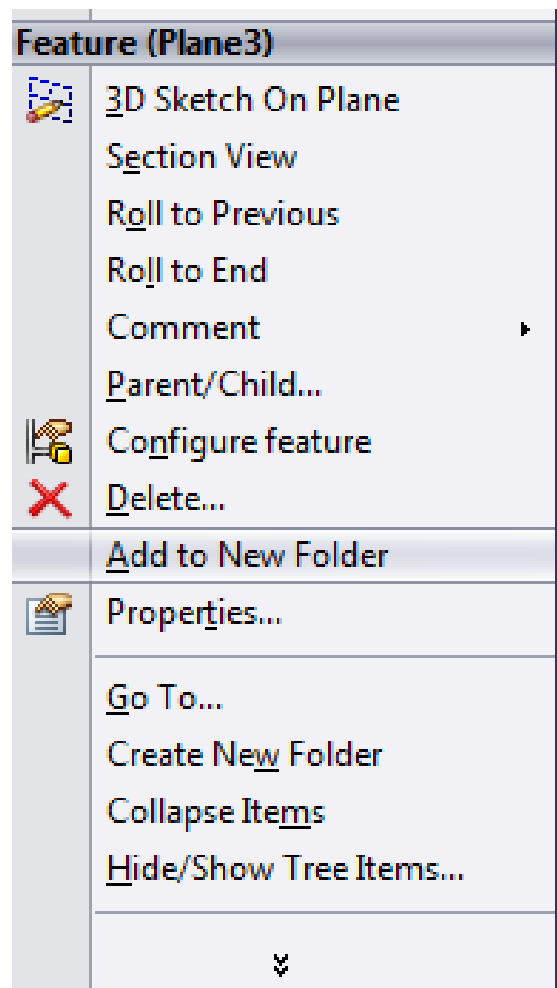 Feature (Plane3)
3D Sketch On Plane
Section View
Roll to Previous
Roll to End
Comment
Parent/Child...
Configure feature
Delete...
Add to New Folder
Properties...
Go To...
Create New Folder
Collapse Items
Hide/Show Tree Items...